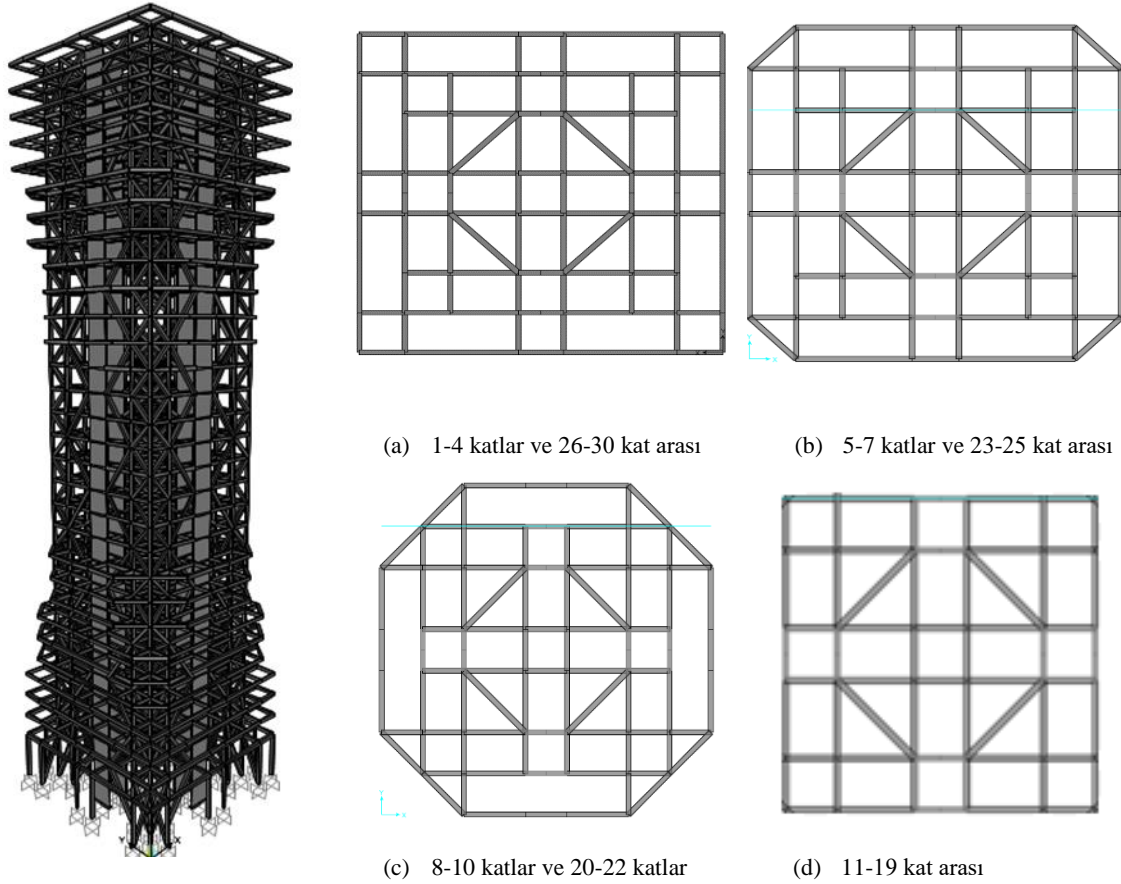 (a) 1-4 katlar ve 26-30 kat arası
(b) 5-7 katlar ve 23-25 kat arası
(c) 8-10 katlar ve 20-22 katlar
(d) 11-19 kat arası
Y
X
Y
X
Y
X